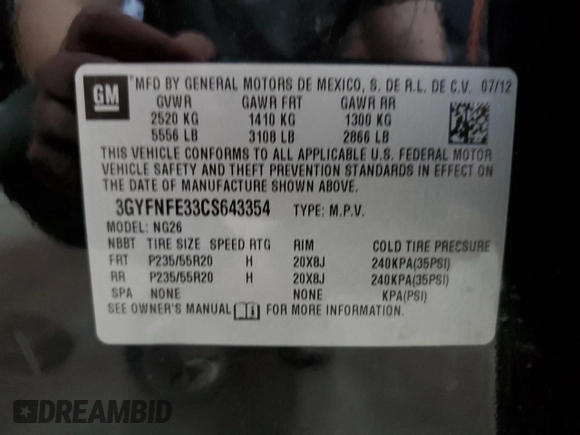 GM
MFD BY GENERAL MOTORS DE MEXICO, S. DE R.L. DE C.V. 07/12
GVWR GAWR FRT GAWR RR
2520 KG 1410 KG 1300 KG
5556 LB 3108 LB 2866 LB
THIS VEHICLE CONFORMS TO ALL APPLICABLE U.S. FEDERAL MOTOR
VEHICLE SAFETY AND THEFT PREVENTION STANDARDS IN EFFECT ON THE
DATE OF MANUFACTURE SHOWN ABOVE.
3GYFNFE33CS643354 TYPE: M.P.V.
MODEL: NG26
NBBT TIRE SIZE SPEED RTG RIM COLD TIRE PRESSURE
FRT P235/55R20 H 20X8J 240KPA(35PSI)
RR P235/55R20 H 20X8J 240KPA(35PSI)
SPA NONE NONE KPA(PSI)
SEE OWNER'S MANUAL FOR MORE INFORMATION.
DREAMBID